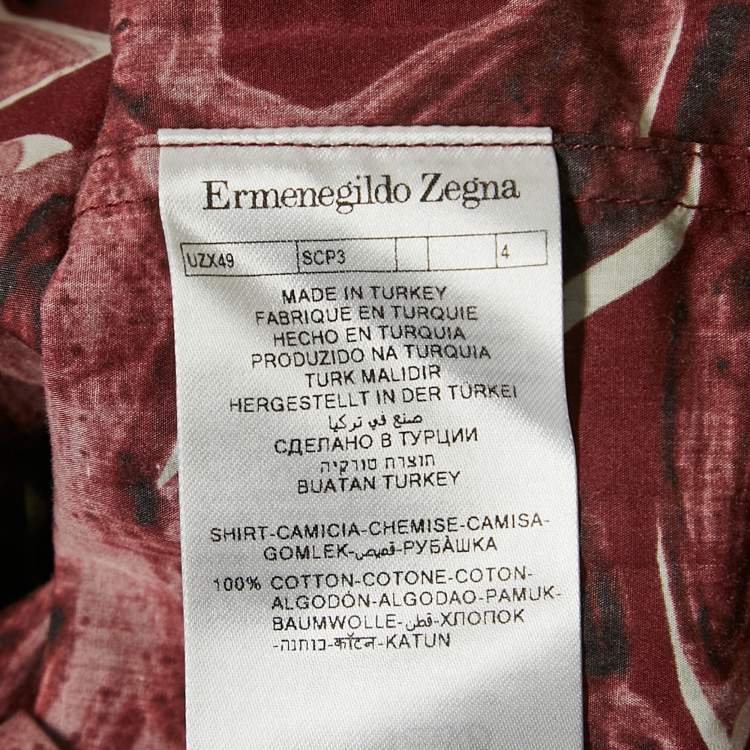 Ermenegildo Zegna
UZX49 SCP3 4
MADE IN TURKEY
FABRIQUE EN TURQUIE
HECHO EN TURQUIA
PRODUZIDO NA TURQUIA
TURK MALIDIR
HERGESTELLT IN DER TÜRKEI
صنع في تركيا
СДЕЛАНО В ТУРЦИИ
תוצרת טורקיה
BUATAN TURKEY
SHIRT-CAMICIA-CHEMISE-CAMISA-
GOMLEK-قميص-РУБАШКА
100% COTTON-COTONE-COTON-
ALGODÓN-ALGODAO-PAMUK-
BAUMWOLLE-قطن-ХЛОПОК
-כותנה-कॉटन-KATUN